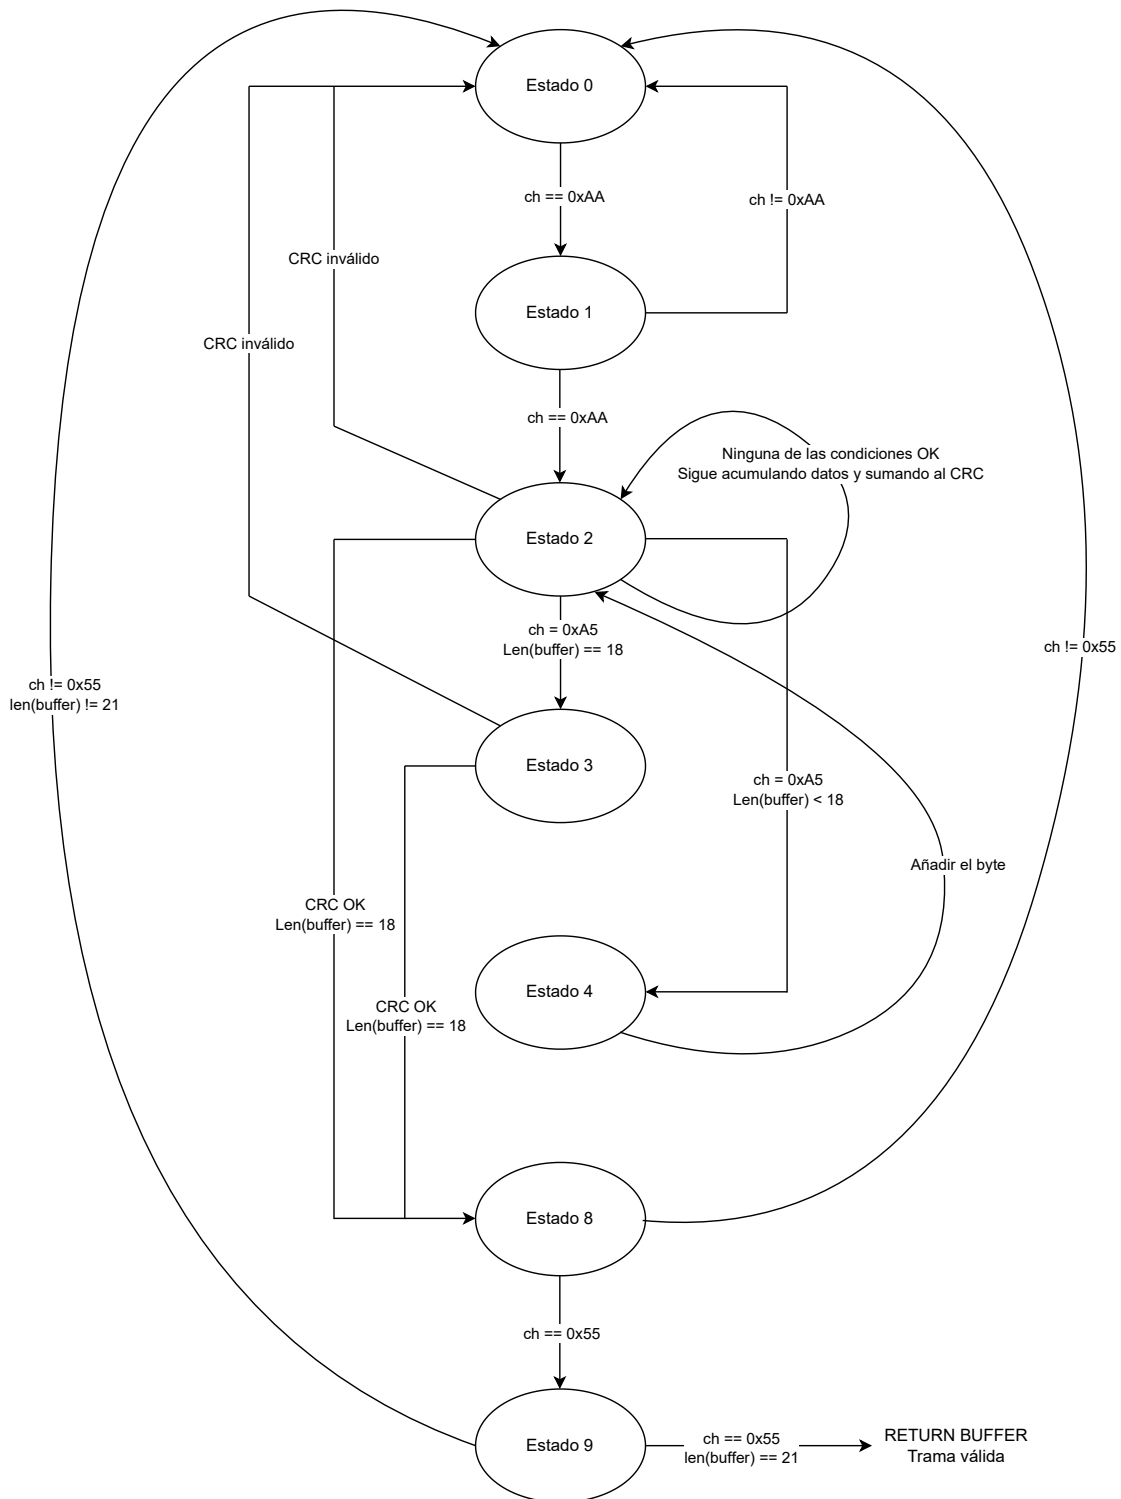 Estado 0
ch == 0xAA
ch != 0xAA
CRC inválido
Estado 1
CRC inválido
ch == 0xAA
Ninguna de las condiciones OK
Sigue acumulando datos y sumando al CRC
Estado 2
ch = 0xA5
Len(buffer) == 18
ch != 0x55
ch != 0x55
len(buffer) != 21
Estado 3
ch = 0xA5
Len(buffer) < 18
Añadir el byte
CRC OK
Len(buffer) == 18
Estado 4
CRC OK
Len(buffer) == 18
Estado 8
ch == 0x55
Estado 9
ch == 0x55
len(buffer) == 21
RETURN BUFFER
Trama válida